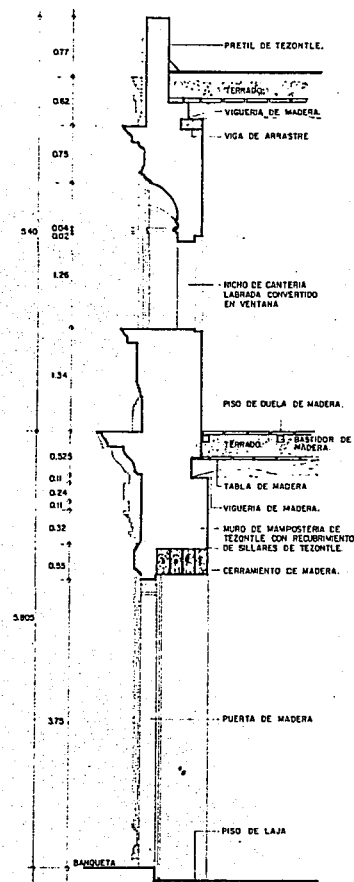 0.77
PRETIL DE TEZONTLE.
TERRADO.
0.62
VIGUERIA DE MADERA.
VIGA DE ARRASTRE
0.75
5.40
0.04
0.02
1.26
NICHO DE CANTERIA
LABRADA CONVERTIDO
EN VENTANA
1.34
PISO DE DUELA DE MADERA.
TERRADO.
BASTIDOR DE
MADERA.
0.525
TABLA DE MADERA
0.11
0.24
VIGUERIA DE MADERA.
0.11
0.32
MURO DE MAMPOSTERIA DE
TEZONTLE CON RECUBRIMIENTO
DE SILLARES DE TEZONTLE.
0.55
CERRAMIENTO DE MADERA.
5.805
3.75
PUERTA DE MADERA
PISO DE LAJA
BANQUETA